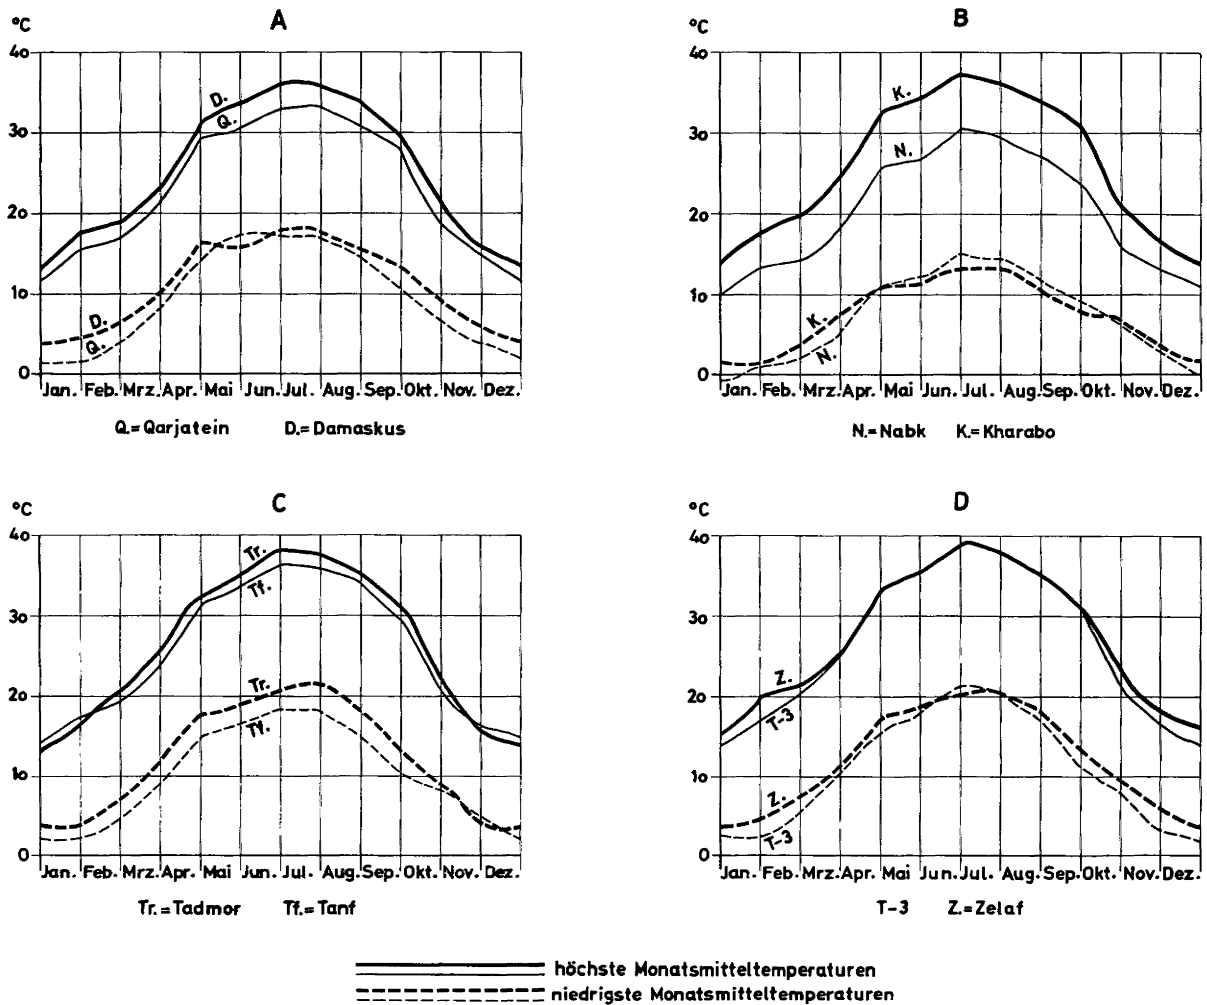 A
°C
40
30
20
10
0
D.
Q.
D.
Q.
Jan. Feb. Mrz. Apr. Mai Jun. Jul. Aug. Sep. Okt. Nov. Dez.
Q.=Qarjatein D.=Damaskus
B
°C
40
30
20
10
0
K.
N.
K.
N.
Jan. Feb. Mrz. Apr. Mai Jun. Jul. Aug. Sep. Okt. Nov. Dez.
N.=Nabk K.=Kharabo
C
°C
40
30
20
10
0
Tr.
Tf.
Tr.
Tf.
Jan. Feb. Mrz. Apr. Mai Jun. Jul. Aug. Sep. Okt. Nov. Dez.
Tr.=Tadmor Tf.=Tanf
D
°C
40
30
20
10
0
Z.
T-3
Z.
T-3
Jan. Feb. Mrz. Apr. Mai Jun. Jul. Aug. Sep. Okt. Nov. Dez.
T-3 Z.=Zelaf
höchste Monatsmitteltemperaturen
niedrigste Monatsmitteltemperaturen